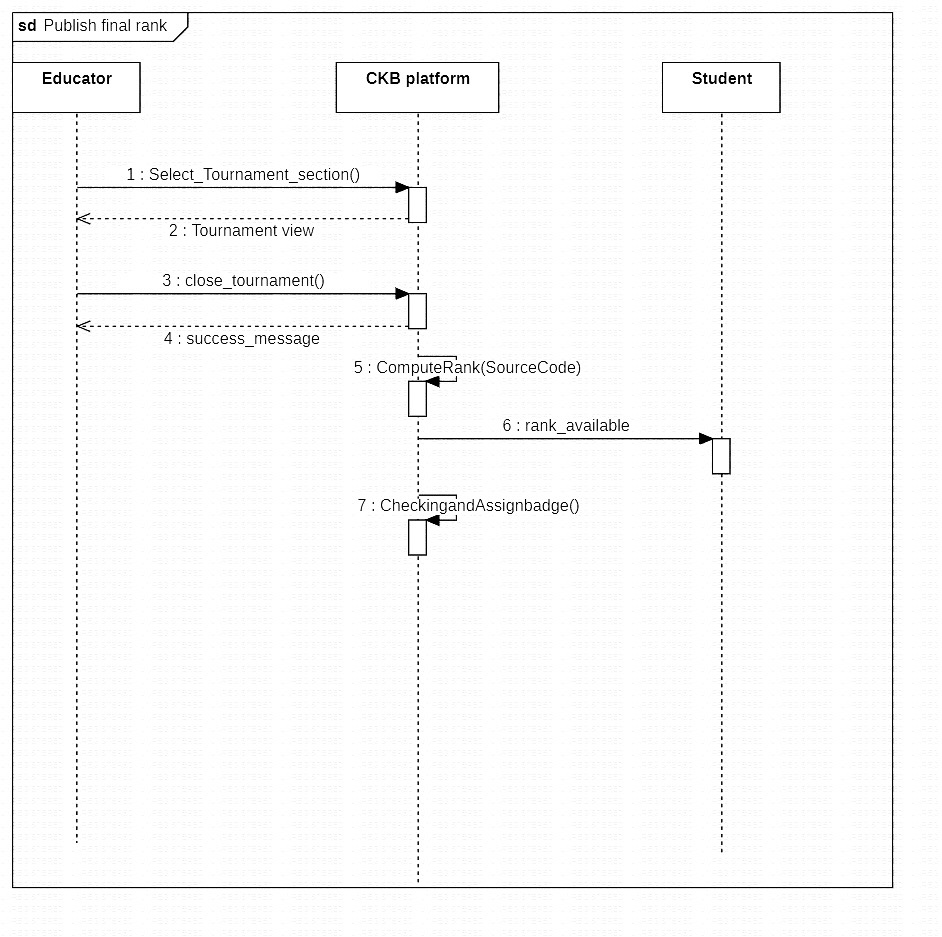 sd Publish final rank
Educator
CKB platform
Student
1 : Select_Tournament_section()
2 : Tournament view
3 : close_tournament()
4 : success_message
5 : ComputeRank(SourceCode)
6 : rank_available
7 : CheckingandAssignbadge()